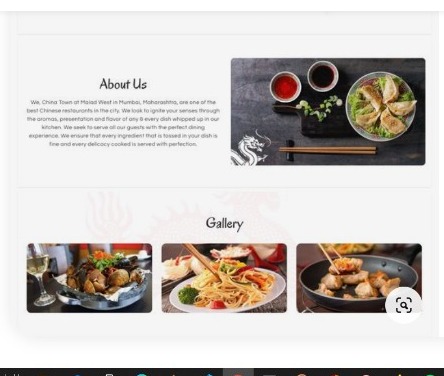 About Us
We, China Town at Malad West in Mumbai, Maharashtra, are one of the
best Chinese restaurants in the city. We look to ignite your senses through
the aromas, presentation and flavor of any & every dish whipped up in our
kitchen. We seek to serve all our guests with the perfect dining
experience. We ensure that every ingredient that is tossed in your dish is
fine and every delicacy cooked is served with perfection.
Gallery